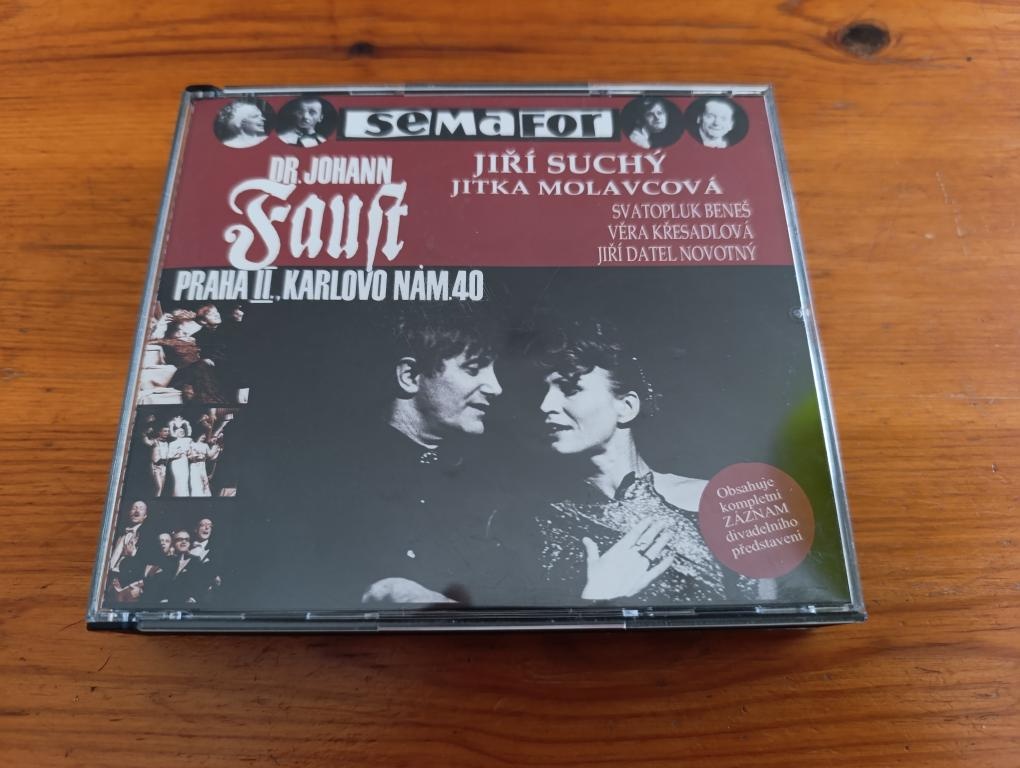 SEMAFOR
DR. JOHANN
Faust
PRAHA II., KARLOVO NÁM.40
JIŘÍ SUCHÝ
JITKA MOLAVCOVÁ
SVATOPLUK BENEŠ
VĚRA KŘESADLOVÁ
JIŘÍ DATEL NOVOTNÝ
Obsahuje
kompletní
ZÁZNAM
divadelního
představení